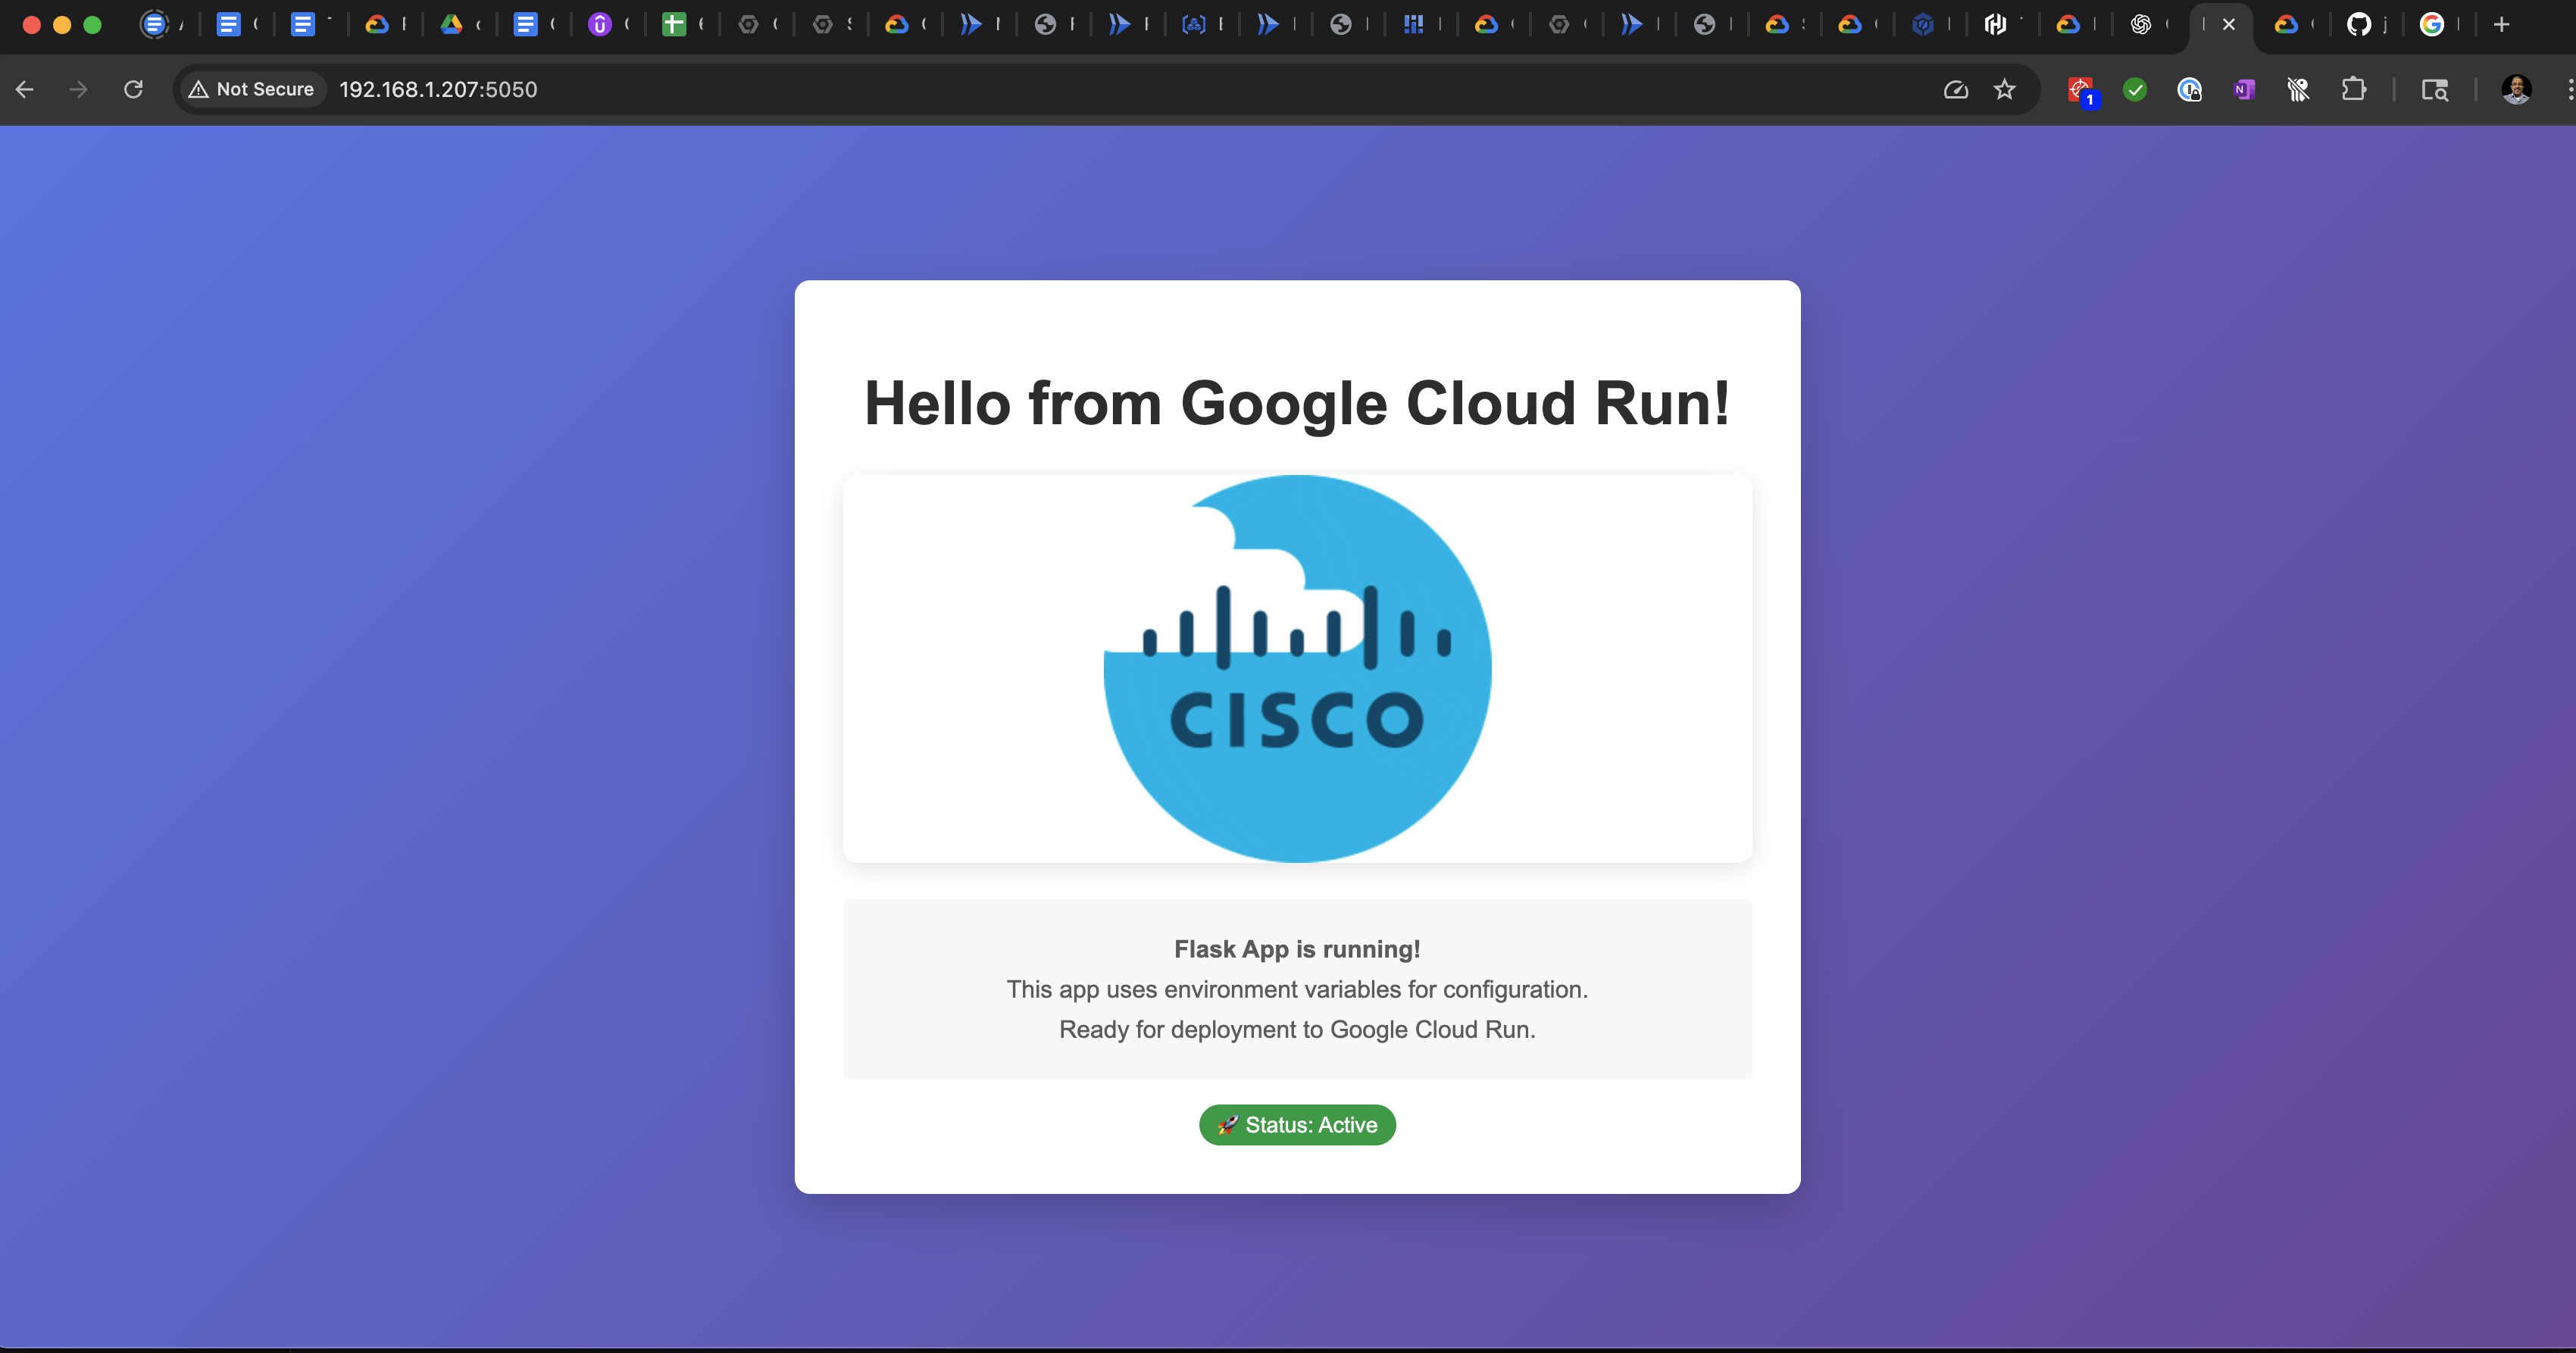 Not Secure
192.168.1.207:5050
1
Hello from Google Cloud Run!
CISCO
Flask App is running!
This app uses environment variables for configuration.
Ready for deployment to Google Cloud Run.
🚀 Status: Active